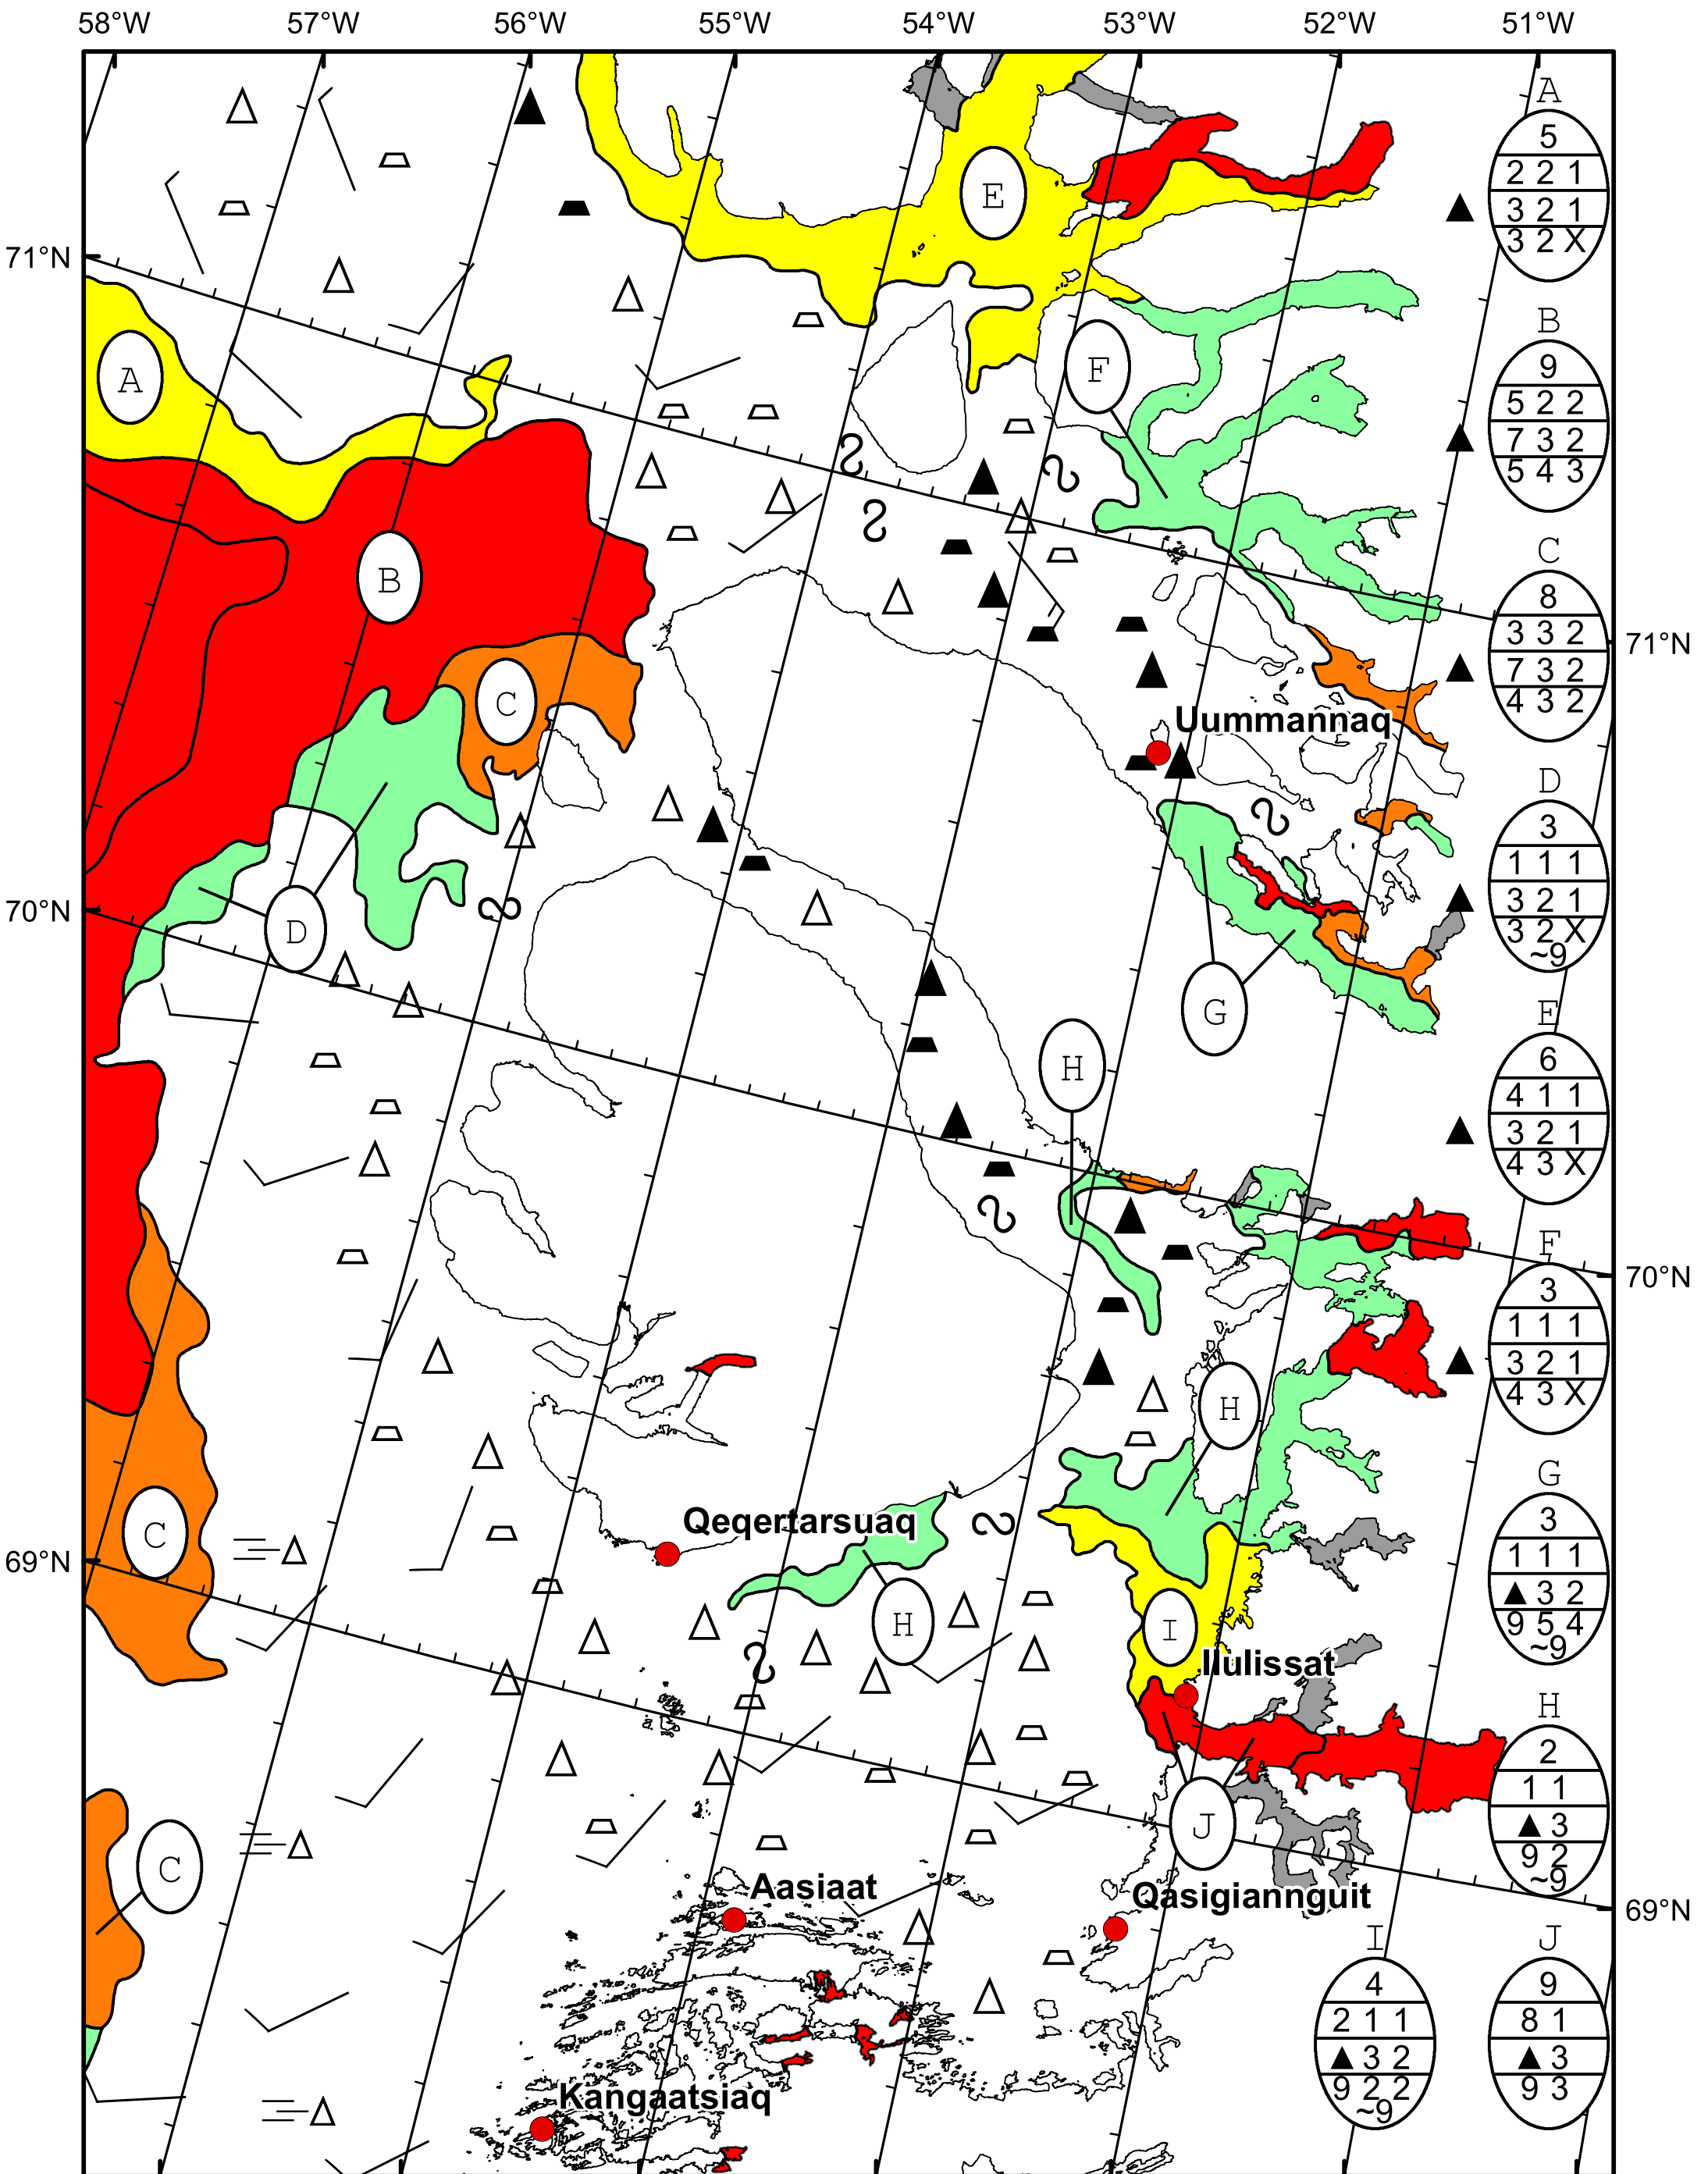 58°W 57°W 56°W 55°W 54°W 53°W 52°W 51°W
A
5
2 2 1
3 2 1
3 2 X
71°N
E
B
9
5 2 2
7 3 2
5 4 3
A
F
B
C
8
3 3 2
7 3 2
4 3 2
71°N
C
Uummannaq
D
3
1 1 1
3 2 1
3 2 X
~9
70°N
D
G
E
6
4 1 1
3 2 1
4 3 X
H
F
3
1 1 1
3 2 1
4 3 X
70°N
H
G
3
1 1 1
▲ 3 2
9 5 4
~9
Qeqertarsuaq
C
69°N
H
I
Ilulissat
H
2
1 1
▲ 3
9 2
~9
J
C
Aasiaat
Qasigiannguit
69°N
I
4
2 1 1
▲ 3 2
9 2 2
~9
J
9
8 1
▲ 3
9 3
Kangaatsiaq